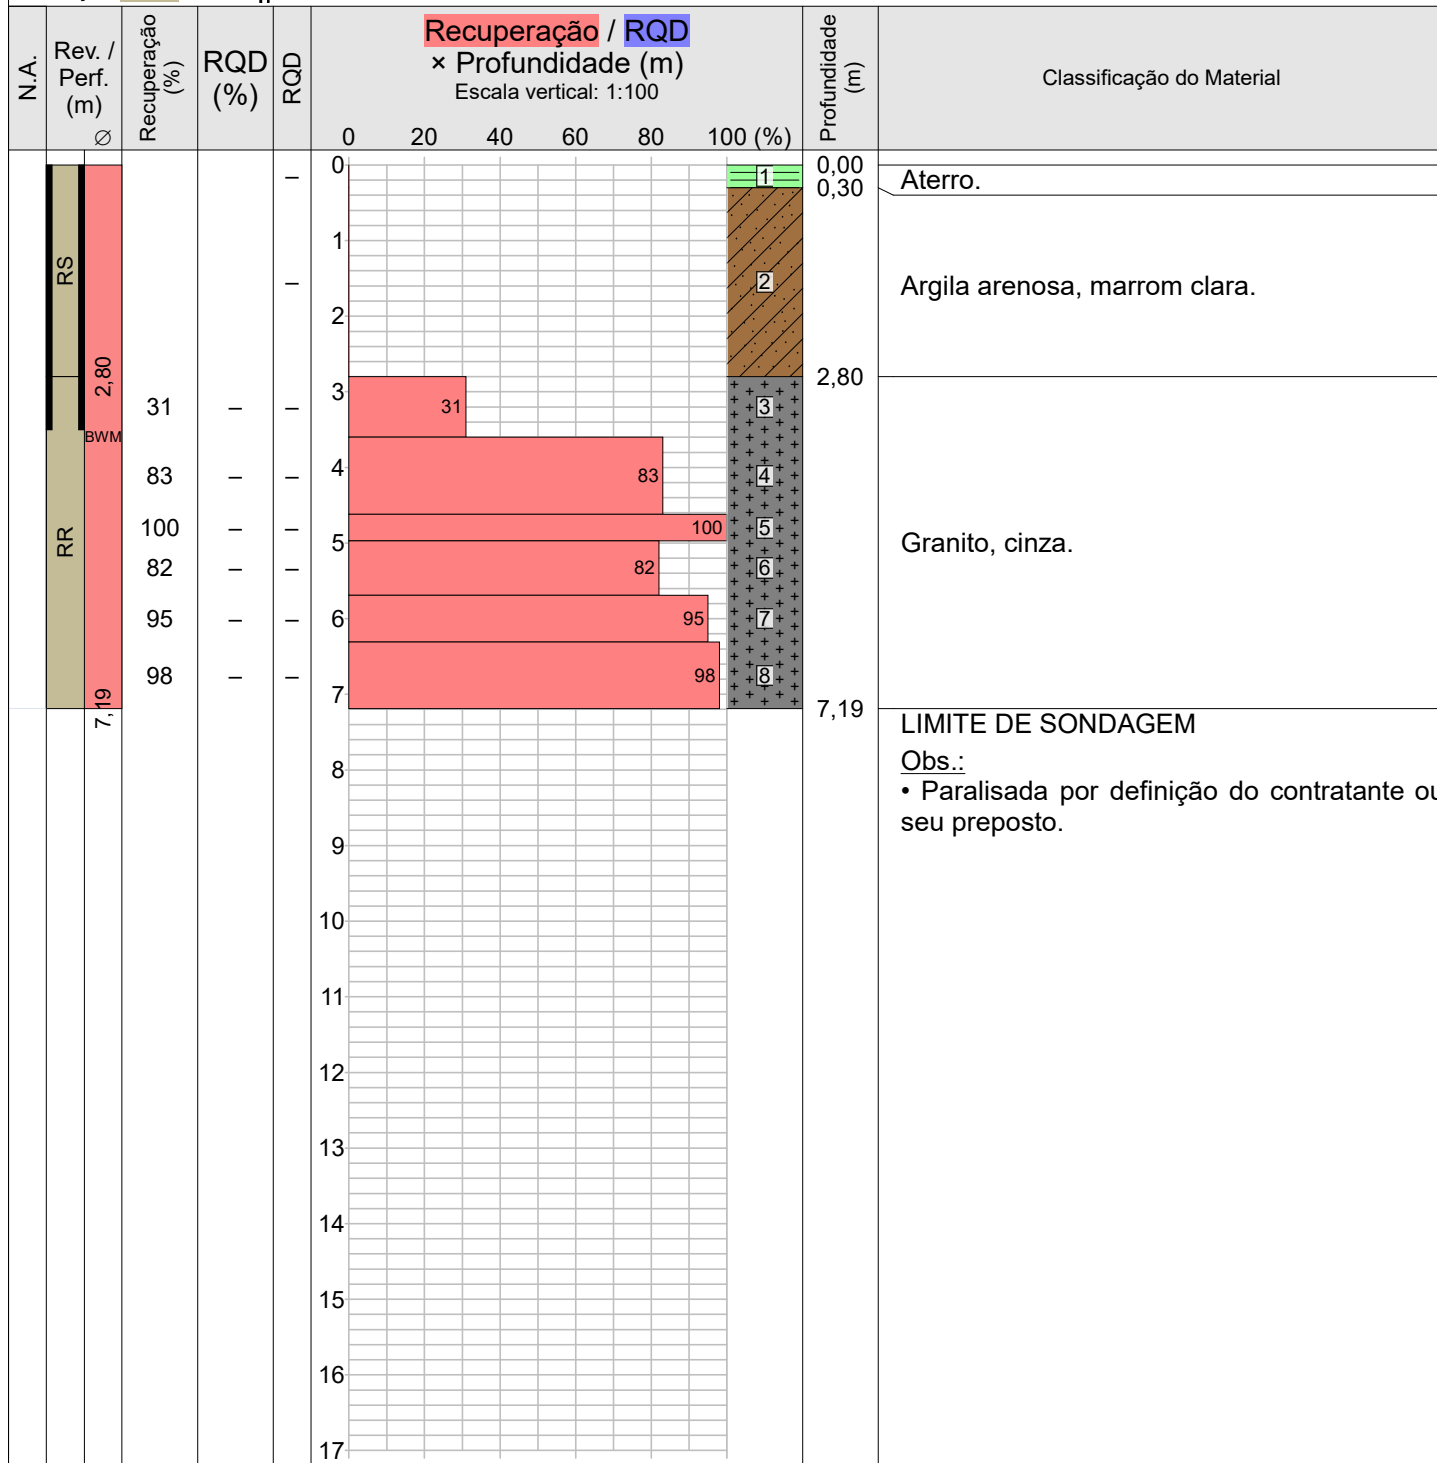 N.A.
Rev. /
Perf.
(m)
∅
Recuperação
(%)
RQD
(%)
RQD
Recuperação / RQD
× Profundidade (m)
Escala vertical: 1:100
0 20 40 60 80 100 (%)
Profundidade
(m)
Classificação do Material
0 1 0,00
– 0,30 Aterro.
1
RS – 2 Argila arenosa, marrom clara.
2
2,80 2,80
3
31 – – 31 3
BWM
4
83 – – 83 4
100 – – 100 5
RR 5 Granito, cinza.
82 – – 82 6
6
95 – – 95 7
98 – – 98 8
7
7,19 7,19
LIMITE DE SONDAGEM
8 Obs.:
• Paralisada por definição do contratante ou
seu preposto.
9
10
11
12
13
14
15
16
17